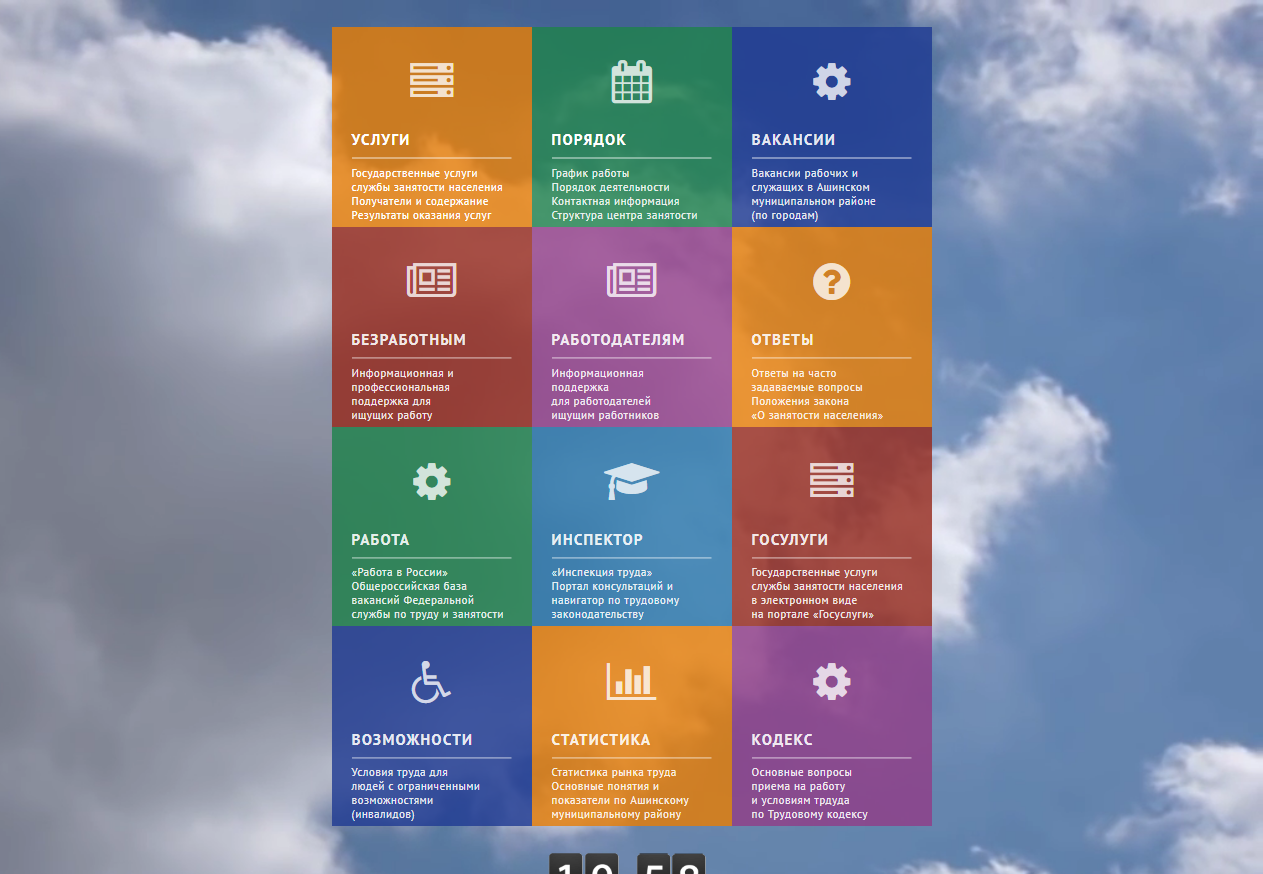 УСЛУГИ
Государственные услуги
службы занятости населения
Получатели и содержание
Результаты оказания услуг
ПОРЯДОК
График работы
Порядок деятельности
Контактная информация
Структура центра занятости
ВАКАНСИИ
Вакансии рабочих и
служащих в Ашинском
муниципальном районе
(по городам)
БЕЗРАБОТНЫМ
Информационная и
профессиональная
поддержка для
ищущих работу
РАБОТОДАТЕЛЯМ
Информационная
поддержка
для работодателей
ищущим работников
ОТВЕТЫ
Ответы на часто
задаваемые вопросы
Положения закона
«О занятости населения»
РАБОТА
«Работа в России»
Общероссийская база
вакансий Федеральной
службы по труду и занятости
ИНСПЕКТОР
«Инспекция труда»
Портал консультаций и
навигатор по трудовому
законодательству
ГОСУЛУГИ
Государственные услуги
службы занятости населения
в электронном виде
на портале «Госуслуги»
ВОЗМОЖНОСТИ
Условия труда для
людей с ограниченными
возможностями
(инвалидов)
СТАТИСТИКА
Статистика рынка труда
Основные понятия и
показатели по Ашинскому
муниципальному району
КОДЕКС
Основные вопросы
приема на работу
и условиям трдуда
по Трудовому кодексу